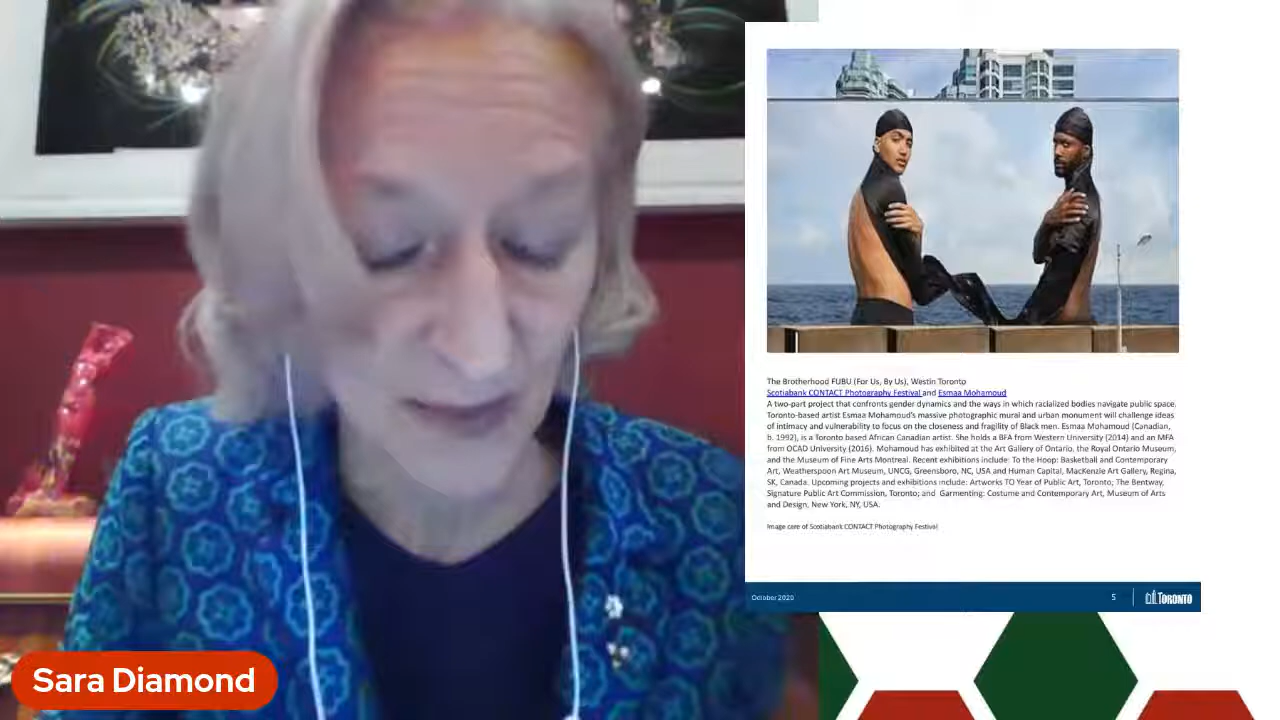 The Brotherhood FUBU (For Us, By Us), Westin Toronto
Scotiabank CONTACT Photography Festival and Esmaa Mohamoud
A two-part project that confronts gender dynamics and the ways in which racialized bodies navigate public space.
Toronto-based artist Esmaa Mohamoud's massive photographic mural and urban monument will challenge ideas
of intimacy and vulnerability to focus on the closeness and fragility of Black men. Esmaa Mohamoud (Canadian,
b. 1992), is a Toronto based African Canadian artist. She holds a BFA from Western University (2014) and an MFA
from OCAD University (2016). Mohamoud has exhibited at the Art Gallery of Ontario, the Royal Ontario Museum,
and the Museum of Fine Arts Montreal. Recent exhibitions include: To the Hoop: Basketball and Contemporary
Art, Weatherspoon Art Museum, UNCG, Greensboro, NC, USA and Human Capital, MacKenzie Art Gallery, Regina,
SK, Canada. Upcoming projects and exhibitions include: Artworks TO Year of Public Art, Toronto; The Bentway,
Signature Public Art Commission, Toronto; and Garmenting: Costume and Contemporary Art, Museum of Arts
and Design, New York, NY, USA.
Image care of Scotiabank CONTACT Photography Festival
October 2020
5
TORONTO
Sara Diamond